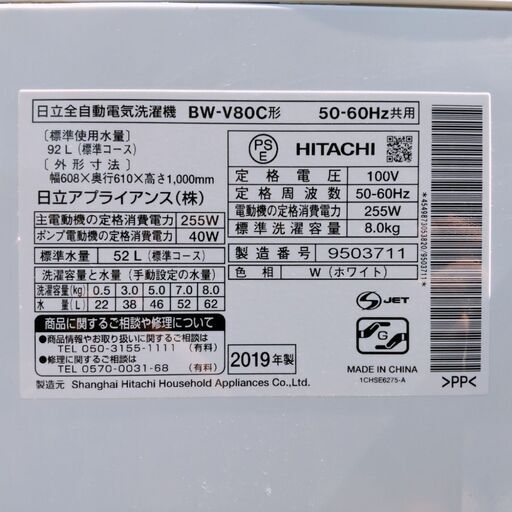 日立全自動電気洗濯機 BW-V80C形 50-60Hz共用
〔標準使用水量〕
92 L (標準コース)
〔外形寸法〕
幅608×奥行610×高さ1,000mm
日立アプライアンス(株)
主電動機の定格消費電力 255W
ポンプ電動機の定格消費電力 40W
標準水量 52 L (標準コース)
洗濯容量と水量 (手動設定の水量)
洗濯容量(kg) 0.5 3.0 5.0 7.0 8.0
水量(L) 22 38 46 52 62
商品に関するご相談や修理について
●商品情報やお取り扱いに関するご相談
TEL 050-3155-1111 (有料)
●修理に関するご相談
TEL 0570-0031-68 (有料)
製造元 Shanghai Hitachi Household Appliances Co.,Ltd.
PS
E
HITACHI
定格電圧 100V
定格周波数 50-60Hz
電動機の定格消費電力 255W
標準洗濯容量 8.0kg
製造番号 9503711
色相 W (ホワイト)
S JET
G
2019年製
MADE IN CHINA
1CHSE6275-A
>PP<
*4549873053820/9503711*